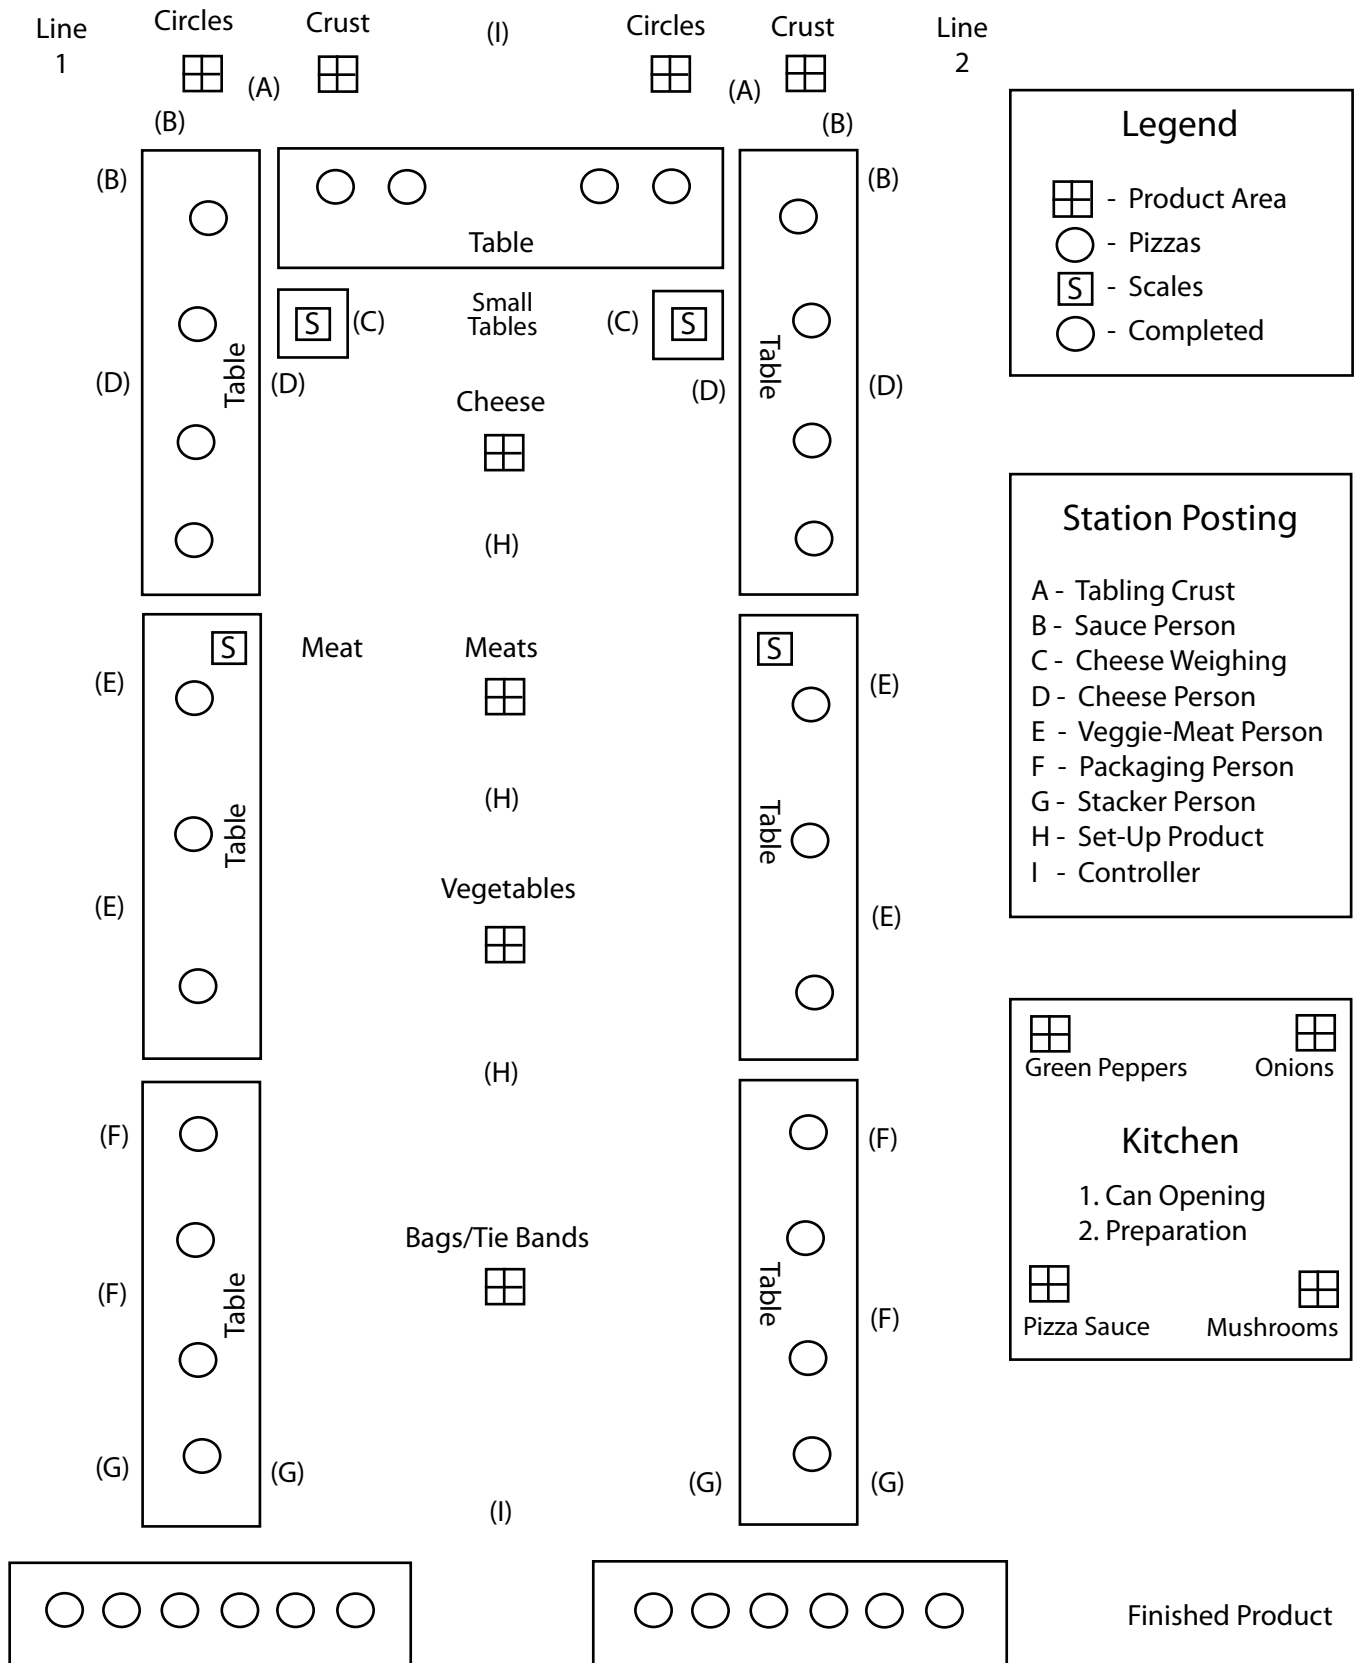 Line
1
Circles
Crust
(I)
Circles
Crust
Line
2
(A)
(A)
(B)
(B)
(B)
(B)
Table
Small
Tables
S
(C)
(C)
S
Table
Table
(D)
(D)
(D)
(D)
Cheese
(H)
S
Meat
Meats
S
(E)
(E)
(H)
Table
Table
Vegetables
(E)
(E)
(H)
(F)
(F)
Bags/Tie Bands
Table
Table
(F)
(F)
(G)
(G)
(G)
(G)
(I)
Finished Product
Legend
- Product Area
- Pizzas
S - Scales
- Completed
Station Posting
A - Tabling Crust
B - Sauce Person
C - Cheese Weighing
D - Cheese Person
E - Veggie-Meat Person
F - Packaging Person
G - Stacker Person
H - Set-Up Product
I - Controller
Green Peppers
Onions
Kitchen
1. Can Opening
2. Preparation
Pizza Sauce
Mushrooms